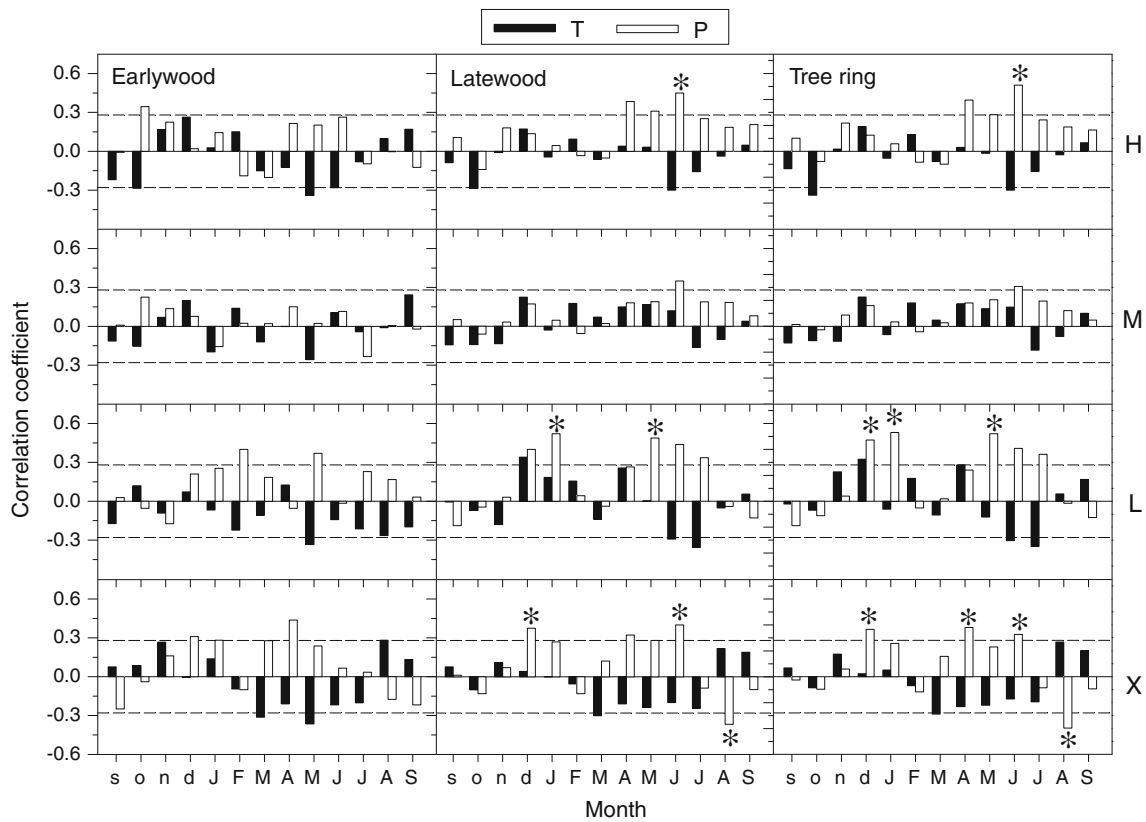 T P
Earlywood Latewood Tree ring
0.6
0.3
0.0
-0.3
* *
H
0.6
0.3
0.0
-0.3
M
0.6
0.3
0.0
-0.3
* * * * *
L
0.6
0.3
0.0
-0.3
-0.6
* * * * * * *
X
Correlation coefficient
s o n d J F M A M J J A S s o n d J F M A M J J A S s o n d J F M A M J J A S
Month